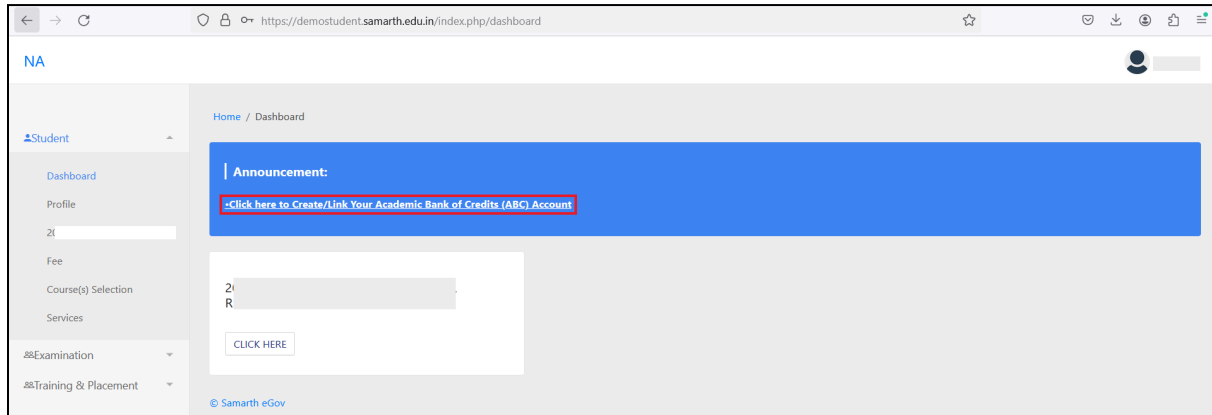 https://demostudent.samarth.edu.in/index.php/dashboard
NA
Home / Dashboard
Student
Dashboard
Profile
20
Fee
Course(s) Selection
Services
Examination
Training & Placement
Announcement:
•Click here to Create/Link Your Academic Bank of Credits (ABC) Account
R
CLICK HERE
© Samarth eGov